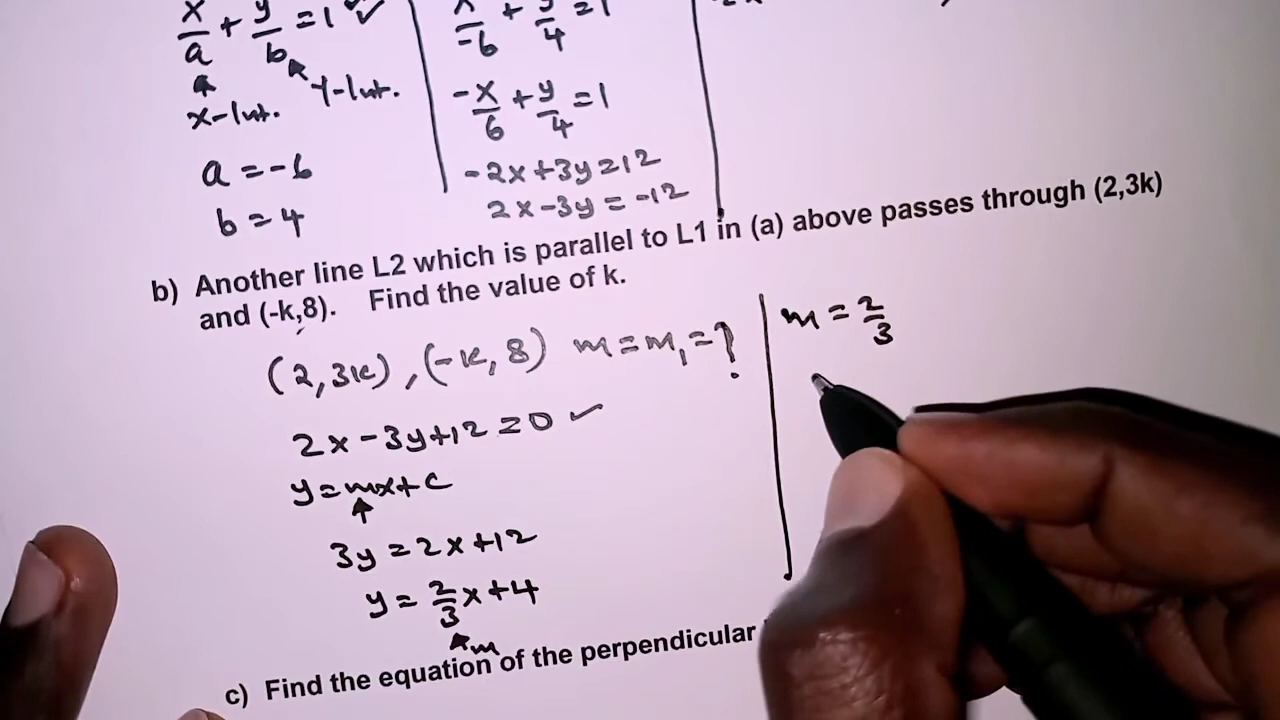 x/a + y/b = 1 ✓
x-Int. y-Int.
a = -6
b = 4
x/-6 + y/4 = 1
-x/6 + y/4 = 1
-2x+3y=12
2x-3y=-12
b) Another line L2 which is parallel to L1 in (a) above passes through (2,3k)
and (-k,8). Find the value of k.
(2,3k), (-k, 8) m=m₁=?
2x-3y+12=0 ✓
y=mx+c
3y=2x+12
y=2/3x+4
m
m=2/3
c) Find the equation of the perpendicular